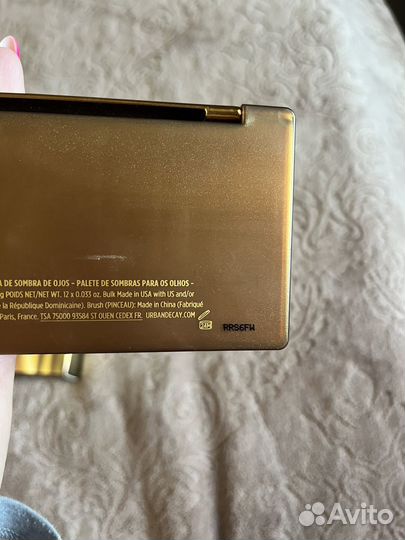 A DE SOMBRA DE OJOS - PALETE DE SOMBRAS PARA OS OLHOS -
g POIDS NET/NET WT. 12 x 0.033 oz. Bulk Made in USA with US and/or
e la République Dominicaine). Brush (PINCEAU): Made in China (Fabriqué
Paris, France. TSA 75000 93584 ST OUEN CEDEX FR. URBANDECAY.COM
24M
RRS6FW
Avito